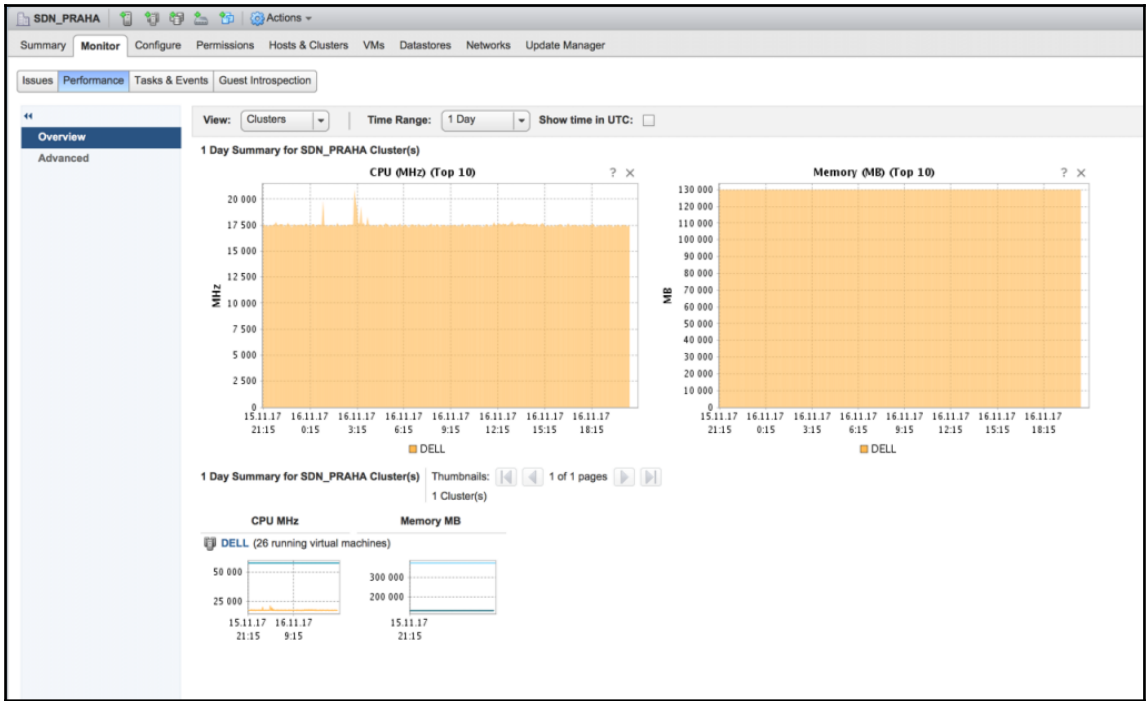 SDN_PRAHA Actions
Summary Monitor Configure Permissions Hosts & Clusters VMs Datastores Networks Update Manager
Issues Performance Tasks & Events Guest Introspection
Overview
Advanced
View: Clusters Time Range: 1 Day Show time in UTC:
1 Day Summary for SDN_PRAHA Cluster(s)
CPU (MHz) (Top 10) ? ×
20 000
17 500
15 000
12 500
10 000
7 500
5 000
2 500
0
MHz
15.11.17 16.11.17 16.11.17 16.11.17 16.11.17 16.11.17 16.11.17 16.11.17
21:15 0:15 3:15 6:15 9:15 12:15 15:15 18:15
DELL
Memory (MB) (Top 10) ? ×
130 000
120 000
110 000
100 000
90 000
80 000
70 000
60 000
50 000
40 000
30 000
20 000
10 000
0
MB
15.11.17 16.11.17 16.11.17 16.11.17 16.11.17 16.11.17 16.11.17 16.11.17
21:15 0:15 3:15 6:15 9:15 12:15 15:15 18:15
DELL
1 Day Summary for SDN_PRAHA Cluster(s) Thumbnails: 1 of 1 pages
1 Cluster(s)
CPU MHz Memory MB
DELL (26 running virtual machines)
50 000
25 000
15.11.17 16.11.17
21:15 9:15
300 000
200 000
15.11.17
21:15